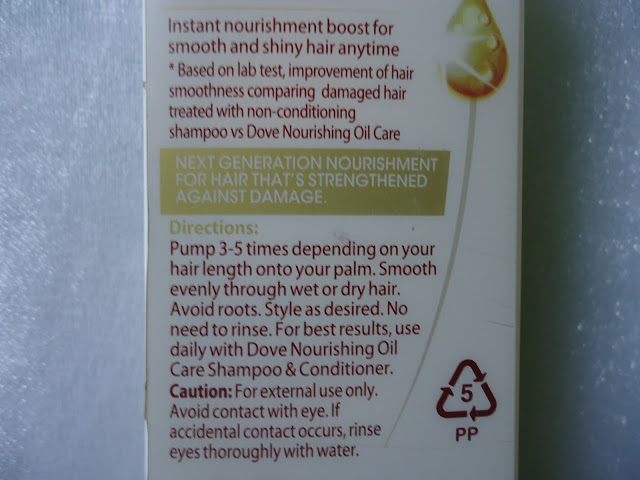 Instant nourishment boost for
smooth and shiny hair anytime
* Based on lab test, improvement of hair
smoothness comparing damaged hair
treated with non-conditioning
shampoo vs Dove Nourishing Oil Care
NEXT GENERATION NOURISHMENT
FOR HAIR THAT'S STRENGTHENED
AGAINST DAMAGE.
Directions:
Pump 3-5 times depending on your
hair length onto your palm. Smooth
evenly through wet or dry hair.
Avoid roots. Style as desired. No
need to rinse. For best results, use
daily with Dove Nourishing Oil
Care Shampoo & Conditioner.
Caution: For external use only.
Avoid contact with eye. If
accidental contact occurs, rinse
eyes thoroughly with water.
5
PP